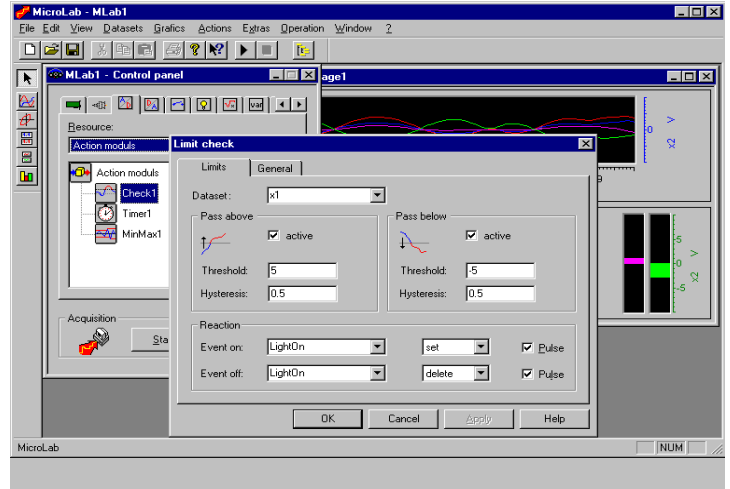 MicroLab - MLab1
File Edit View Datasets Grafics Actions Extras Operation Window ?
MLab1 - Control panel
age1
var
Resource:
Action moduls
Action moduls
Check1
Timer1
MinMax1
Acquisition
Sta
Limit check
Limits General
Dataset: x1
Pass above Pass below
active active
Threshold: 5 Threshold: -5
Hysteresis: 0.5 Hysteresis: 0.5
Reaction
Event on: LightOn set Pulse
Event off: LightOn delete Pulse
OK Cancel Apply Help
0
x2 V
9
5
0
-5
x2 V
MicroLab NUM